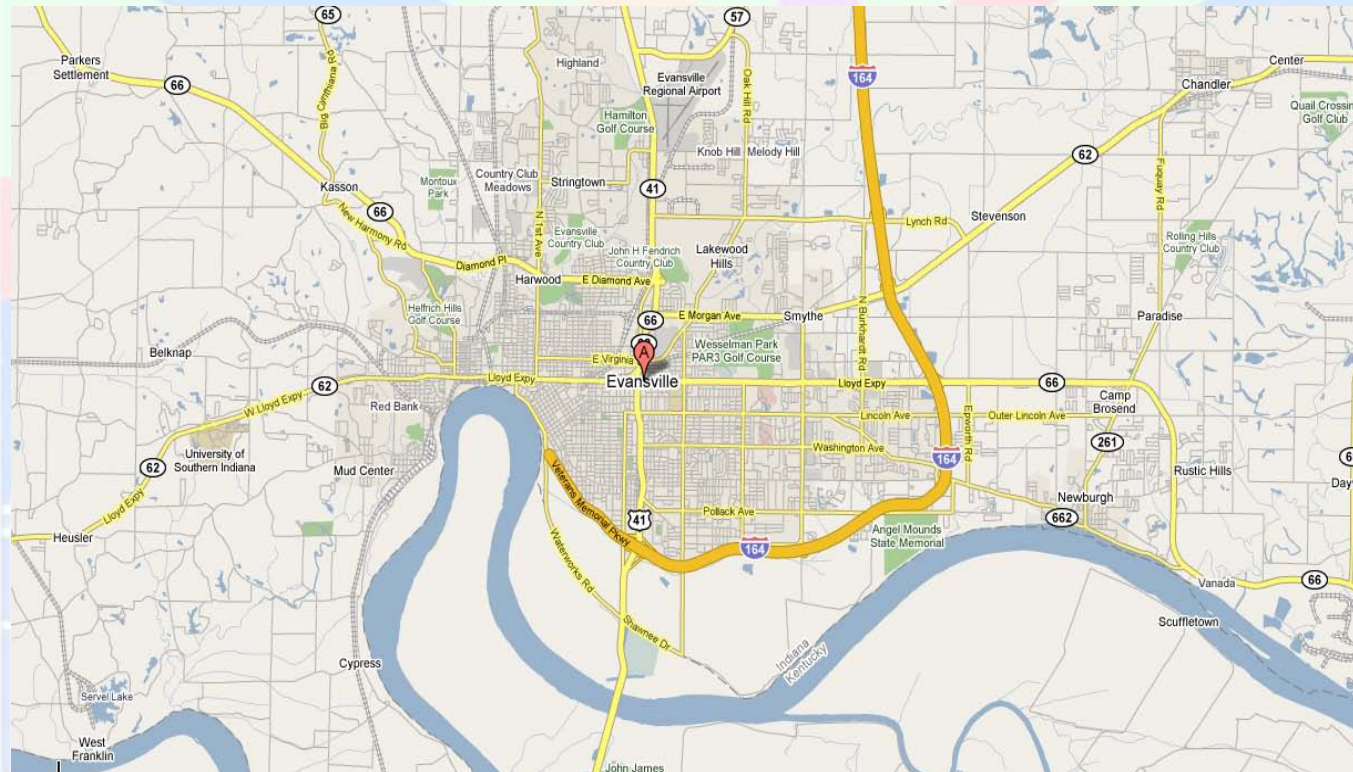 65
57
Parkers
Settlement
66
Big Cynthiana Rd
Highland
Evansville
Regional Airport
Oak Hill Rd
164
Center
Chandler
Quail Crossing
Golf Club
Hamilton
Golf Course
Knob Hill
Melody Hill
62
Kasson
Montoux
Park
Country Club
Meadows
Stringtown
41
Fuquay Rd
66
New Harmony Rd
N 1st Ave
Evansville
Country Club
John H Fendrich
Country Club
Lakewood
Hills
Lynch Rd
Stevenson
Rolling Hills
Country Club
Diamond Pl
Harwood
E Diamond Ave
Helfrich Hills
Golf Course
66
E Morgan Ave
Smythe
N Burkhardt Rd
Paradise
Belknap
E Virginia
A
Wesselman Park
PAR3 Golf Course
62
W Lloyd Expy
Lloyd Expy
Evansville
Lloyd Expy
66
Red Bank
Lincoln Ave
Outer Lincoln Ave
Camp
Brosend
University of
Southern Indiana
Mud Center
Washington Ave
Epworth Rd
261
164
62
Rustic Hills
Lloyd Expy
Veterans Memorial Pkwy
Newburgh
Heusler
41
Pollack Ave
662
Angel Mounds
State Memorial
164
Waterworks Rd
Vanada
66
Shawnee Dr
Scuffletown
Cypress
Indiana
Kentucky
Servel Lake
West
Franklin
John James